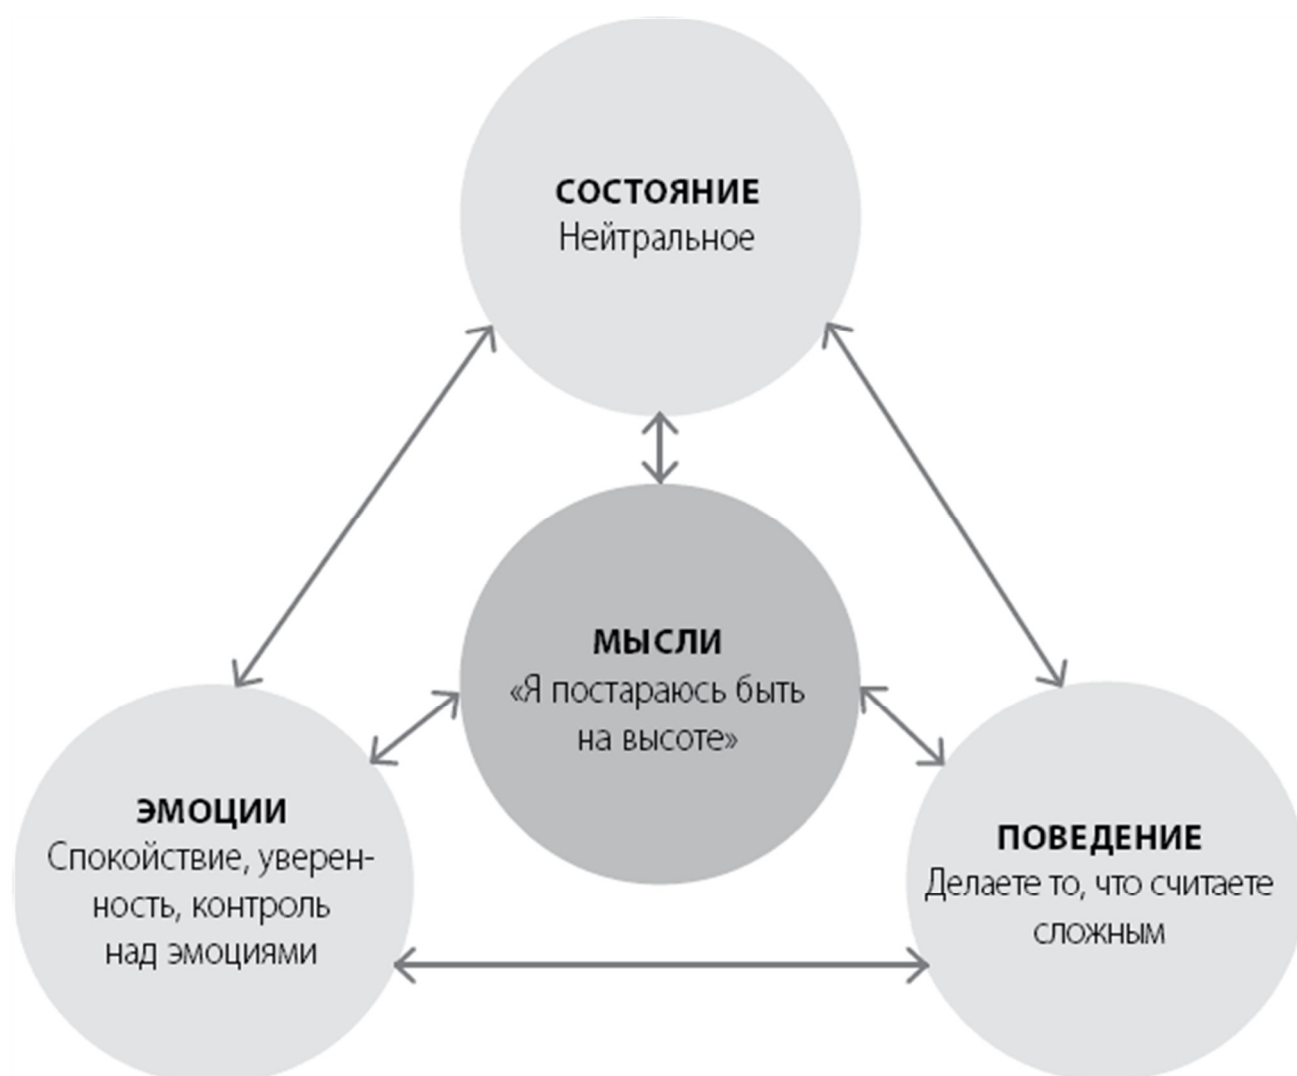 СОСТОЯНИЕ
Нейтральное
МЫСЛИ
«Я постараюсь быть
на высоте»
ЭМОЦИИ
Спокойствие, уверен-
ность, контроль
над эмоциями
ПОВЕДЕНИЕ
Делаете то, что считаете
сложным